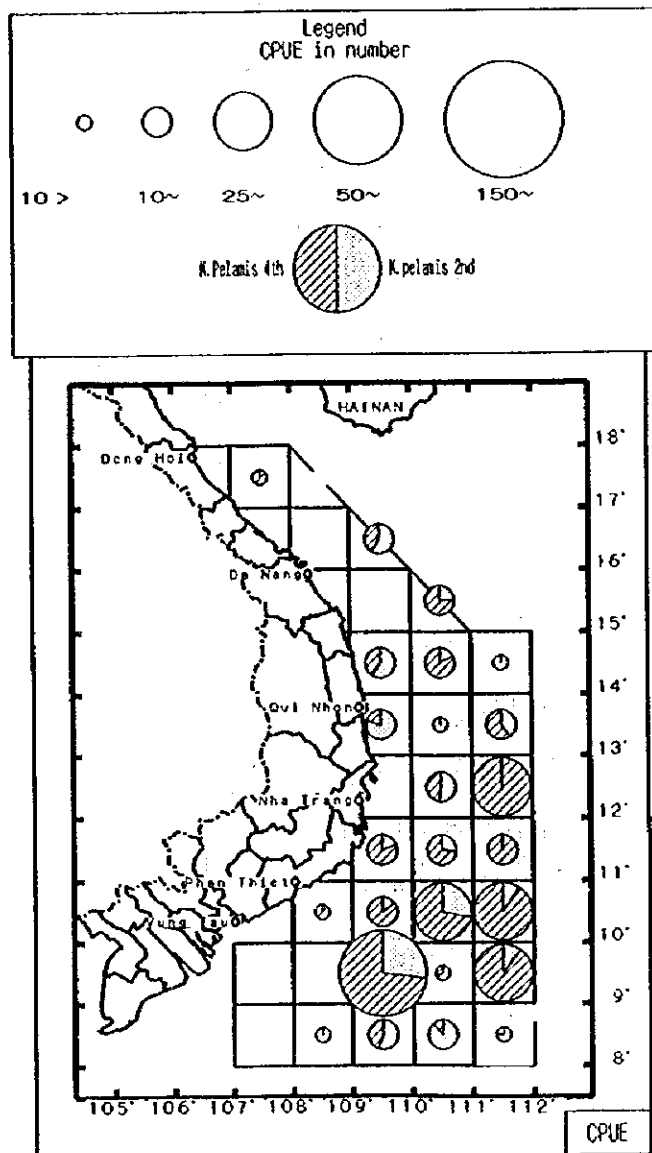 Legend
CPUE in number
10 > 10~ 25~ 50~ 150~
K.Pelamis 4th K.pelamis 2nd
HAINAN
18°
Dong Hoi
17°
16°
Da Nang
15°
14°
Qui Nhon
13°
Nha Trang
12°
11°
Phan Thiet
10°
Vung Tau
9°
8°
105° 106° 107° 108° 109° 110° 111° 112°
CPUE